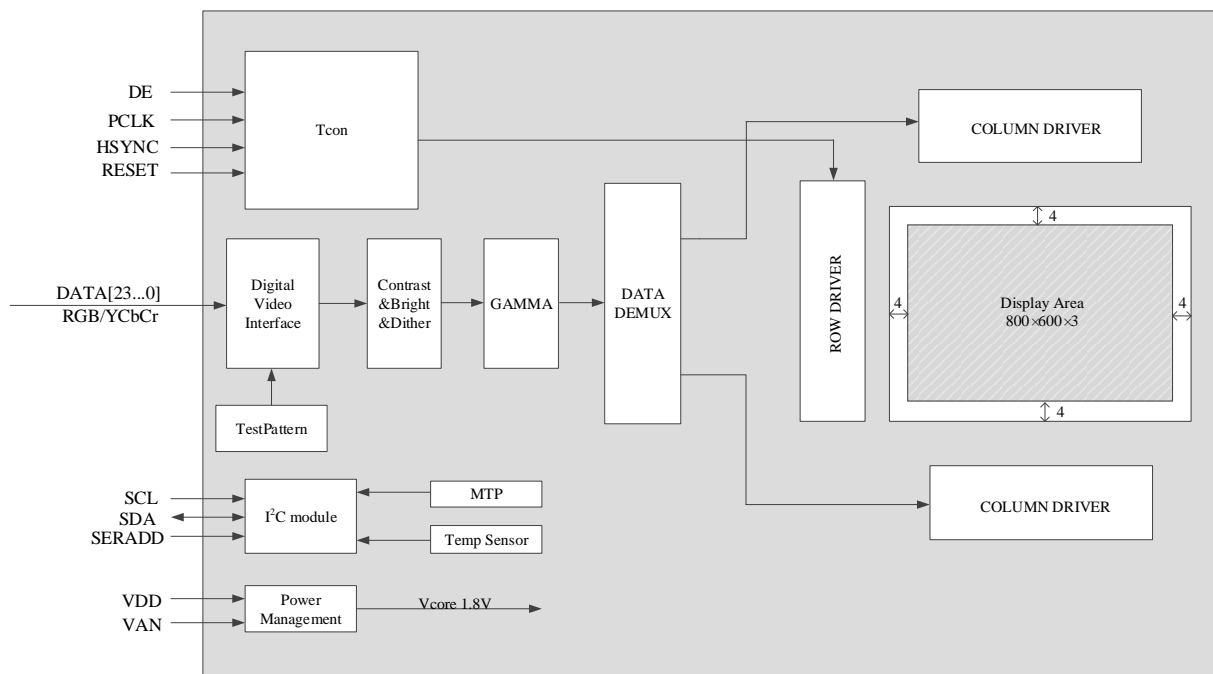 DE
PCLK
HSYNC
RESET
Tcon
COLUMN DRIVER
DATA[23...0]
RGB/YCbCr
Digital
Video
Interface
Contrast
&Bright
&Dither
GAMMA
DATA
DEMUX
ROW DRIVER
4
4
Display Area
800×600×3
4
4
TestPattern
SCL
SDA
SERADD
I²C module
MTP
Temp Sensor
COLUMN DRIVER
VDD
VAN
Power
Management
Vcore 1.8V